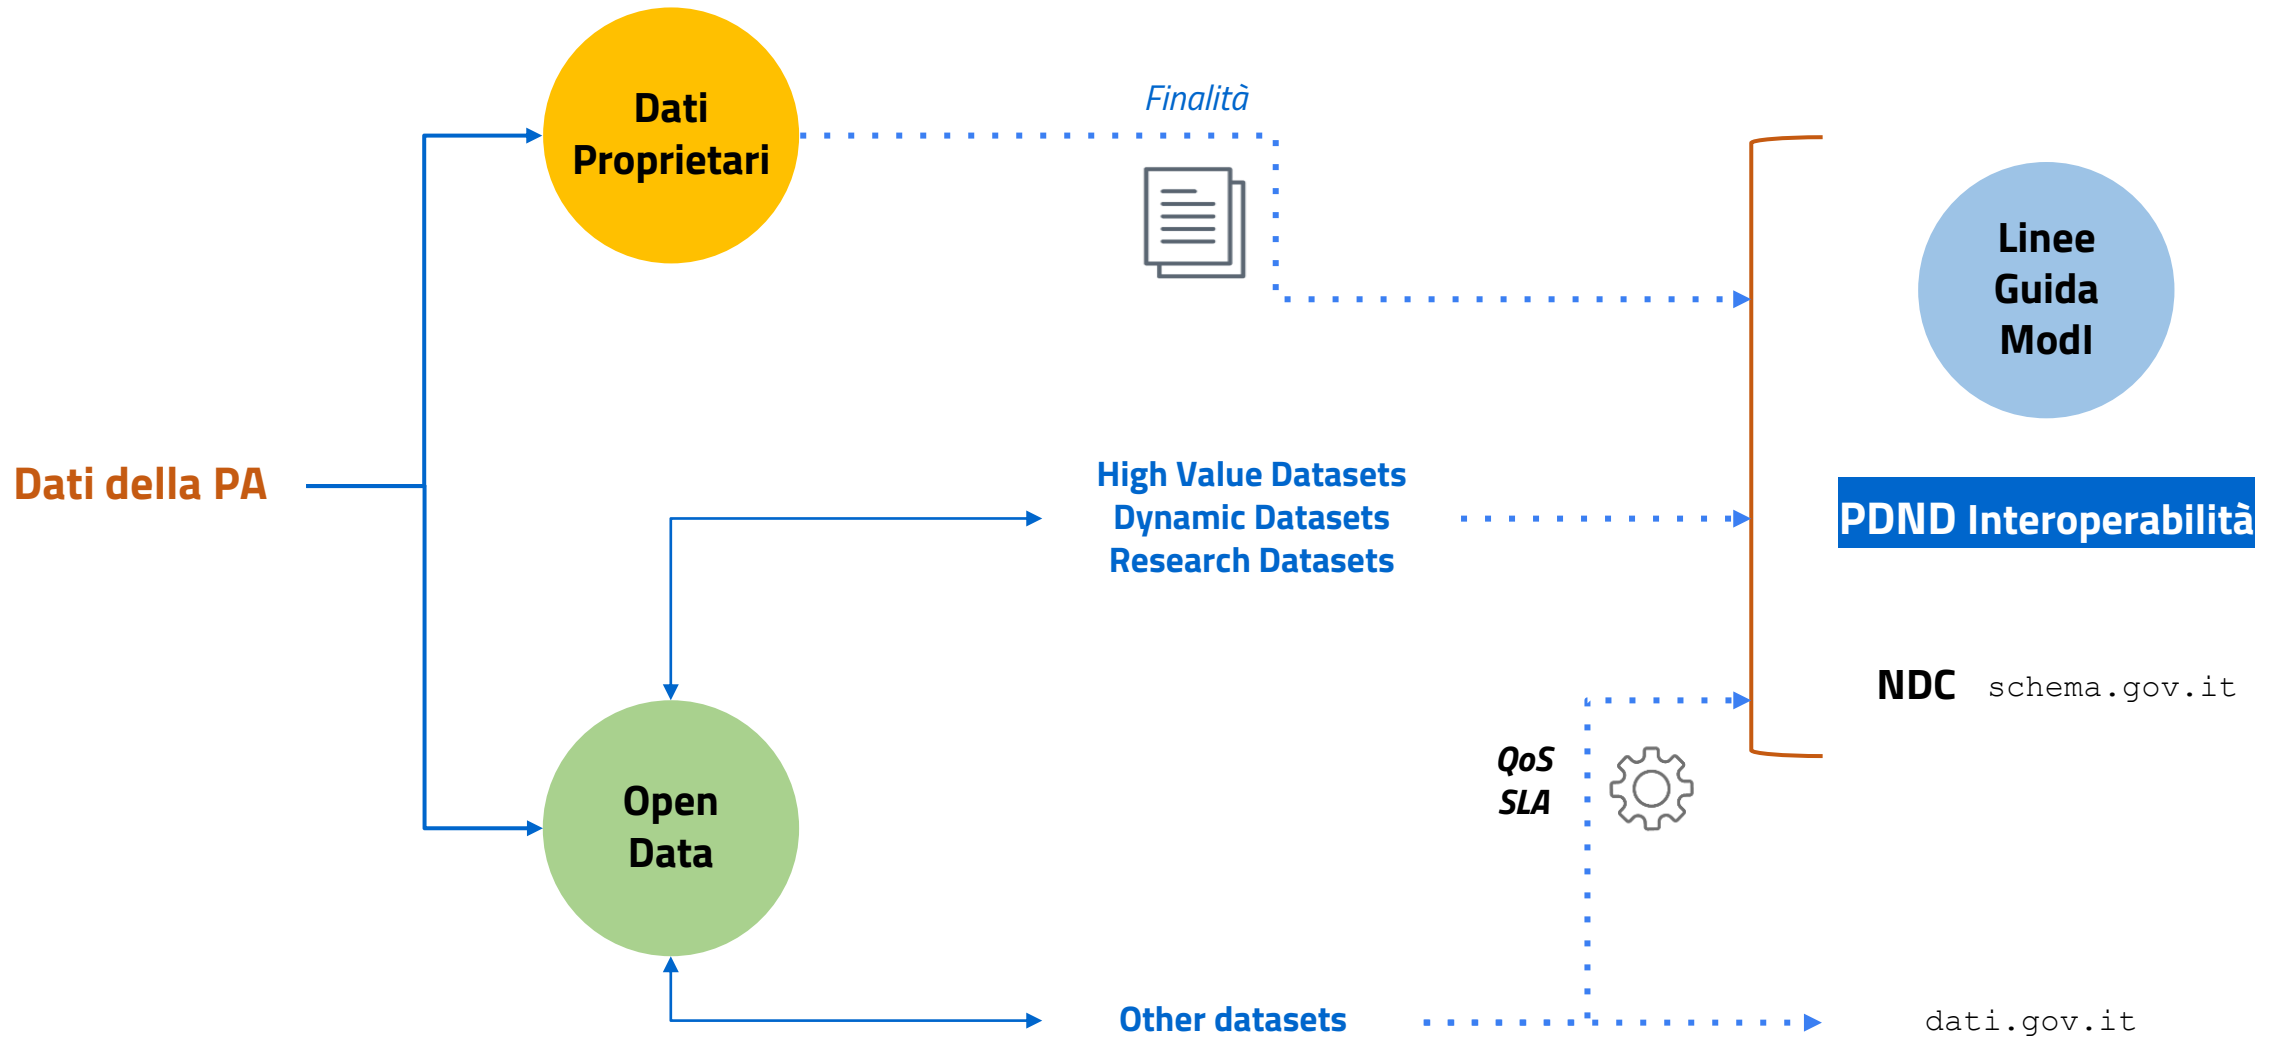 Dati
Proprietari
Finalità
Linee
Guida
ModI
Dati della PA
High Value Datasets
Dynamic Datasets
Research Datasets
PDND Interoperabilità
NDC schema.gov.it
QoS
SLA
Open
Data
Other datasets
dati.gov.it